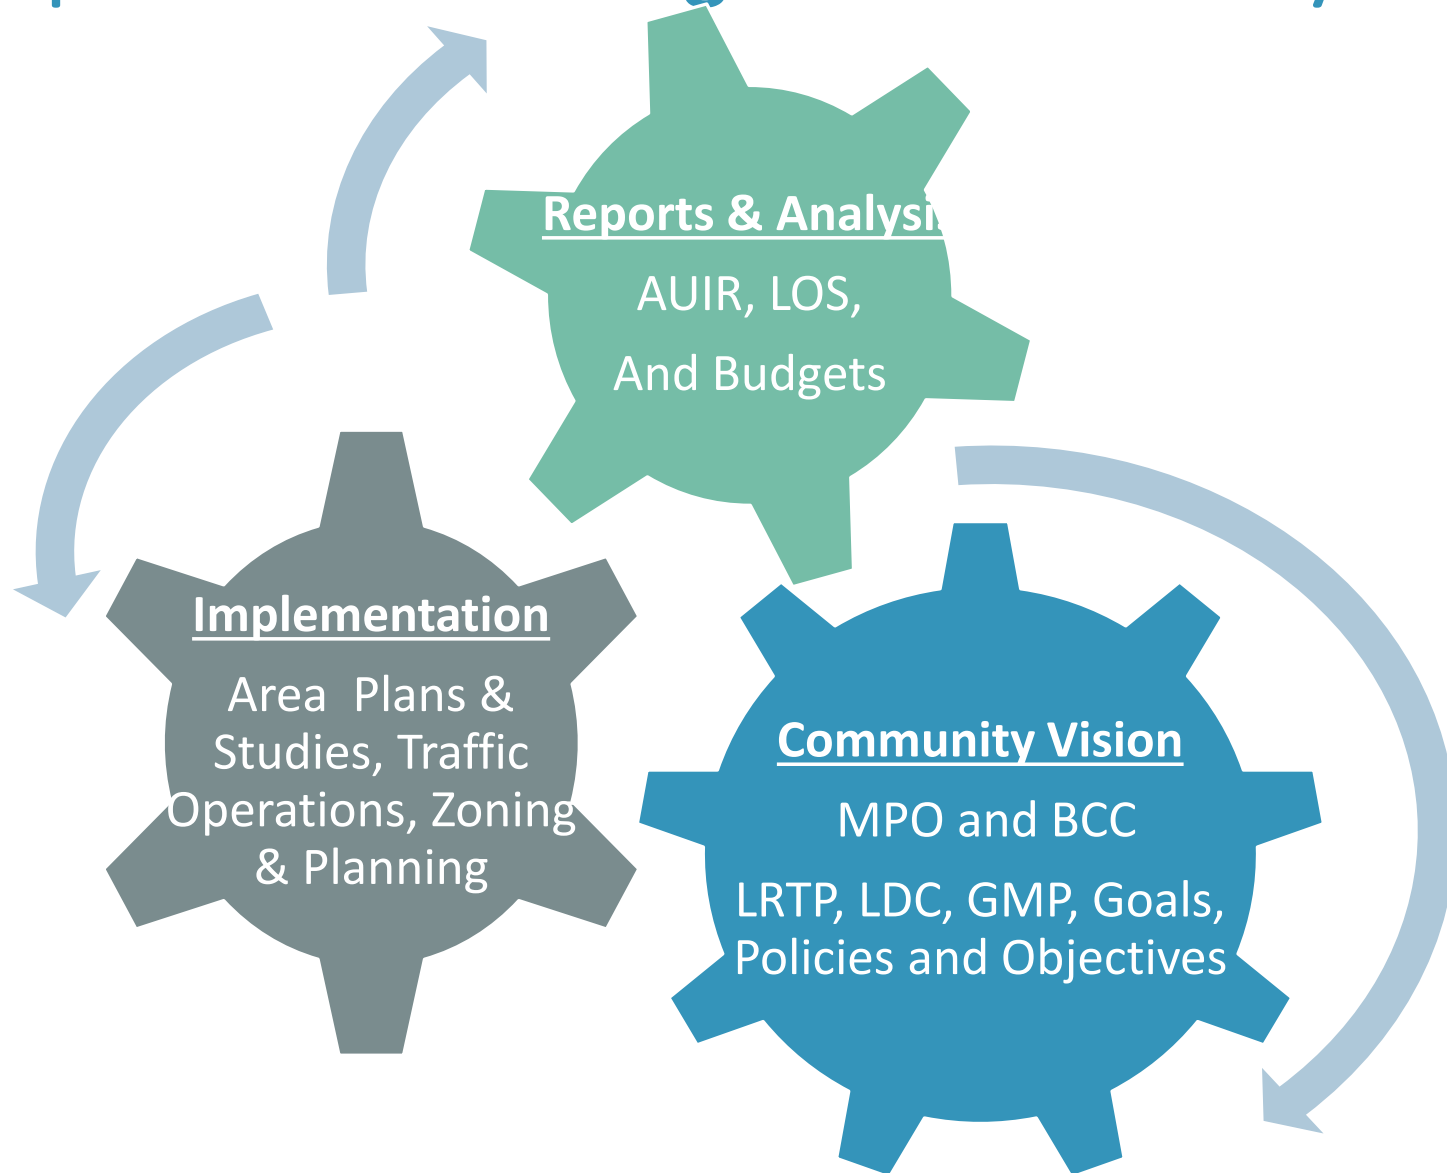 Reports & Analysis
AUIR, LOS,
And Budgets
Implementation
Area Plans &
Studies, Traffic
Operations, Zoning
& Planning
Community Vision
MPO and BCC
LRTP, LDC, GMP, Goals,
Policies and Objectives